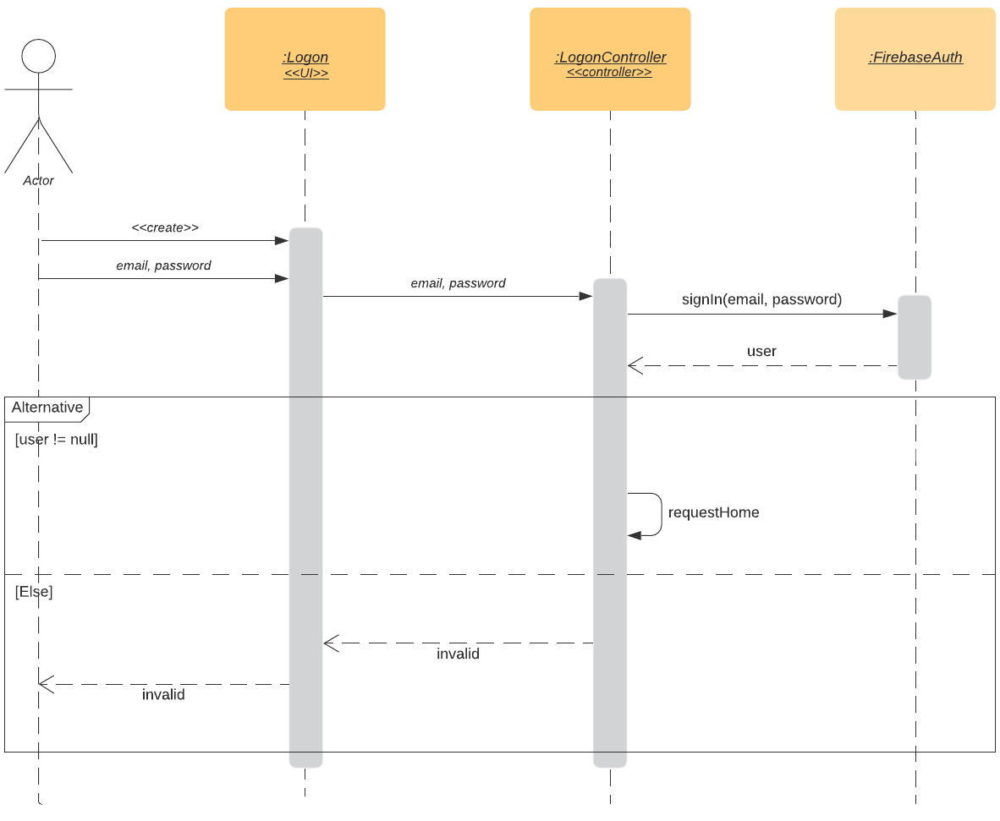 :Logon
<<UI>>
:LogonController
<<controller>>
:FirebaseAuth
Actor
<<create>>
email, password
email, password
signIn(email, password)
user
Alternative
[user != null]
requestHome
[Else]
invalid
invalid